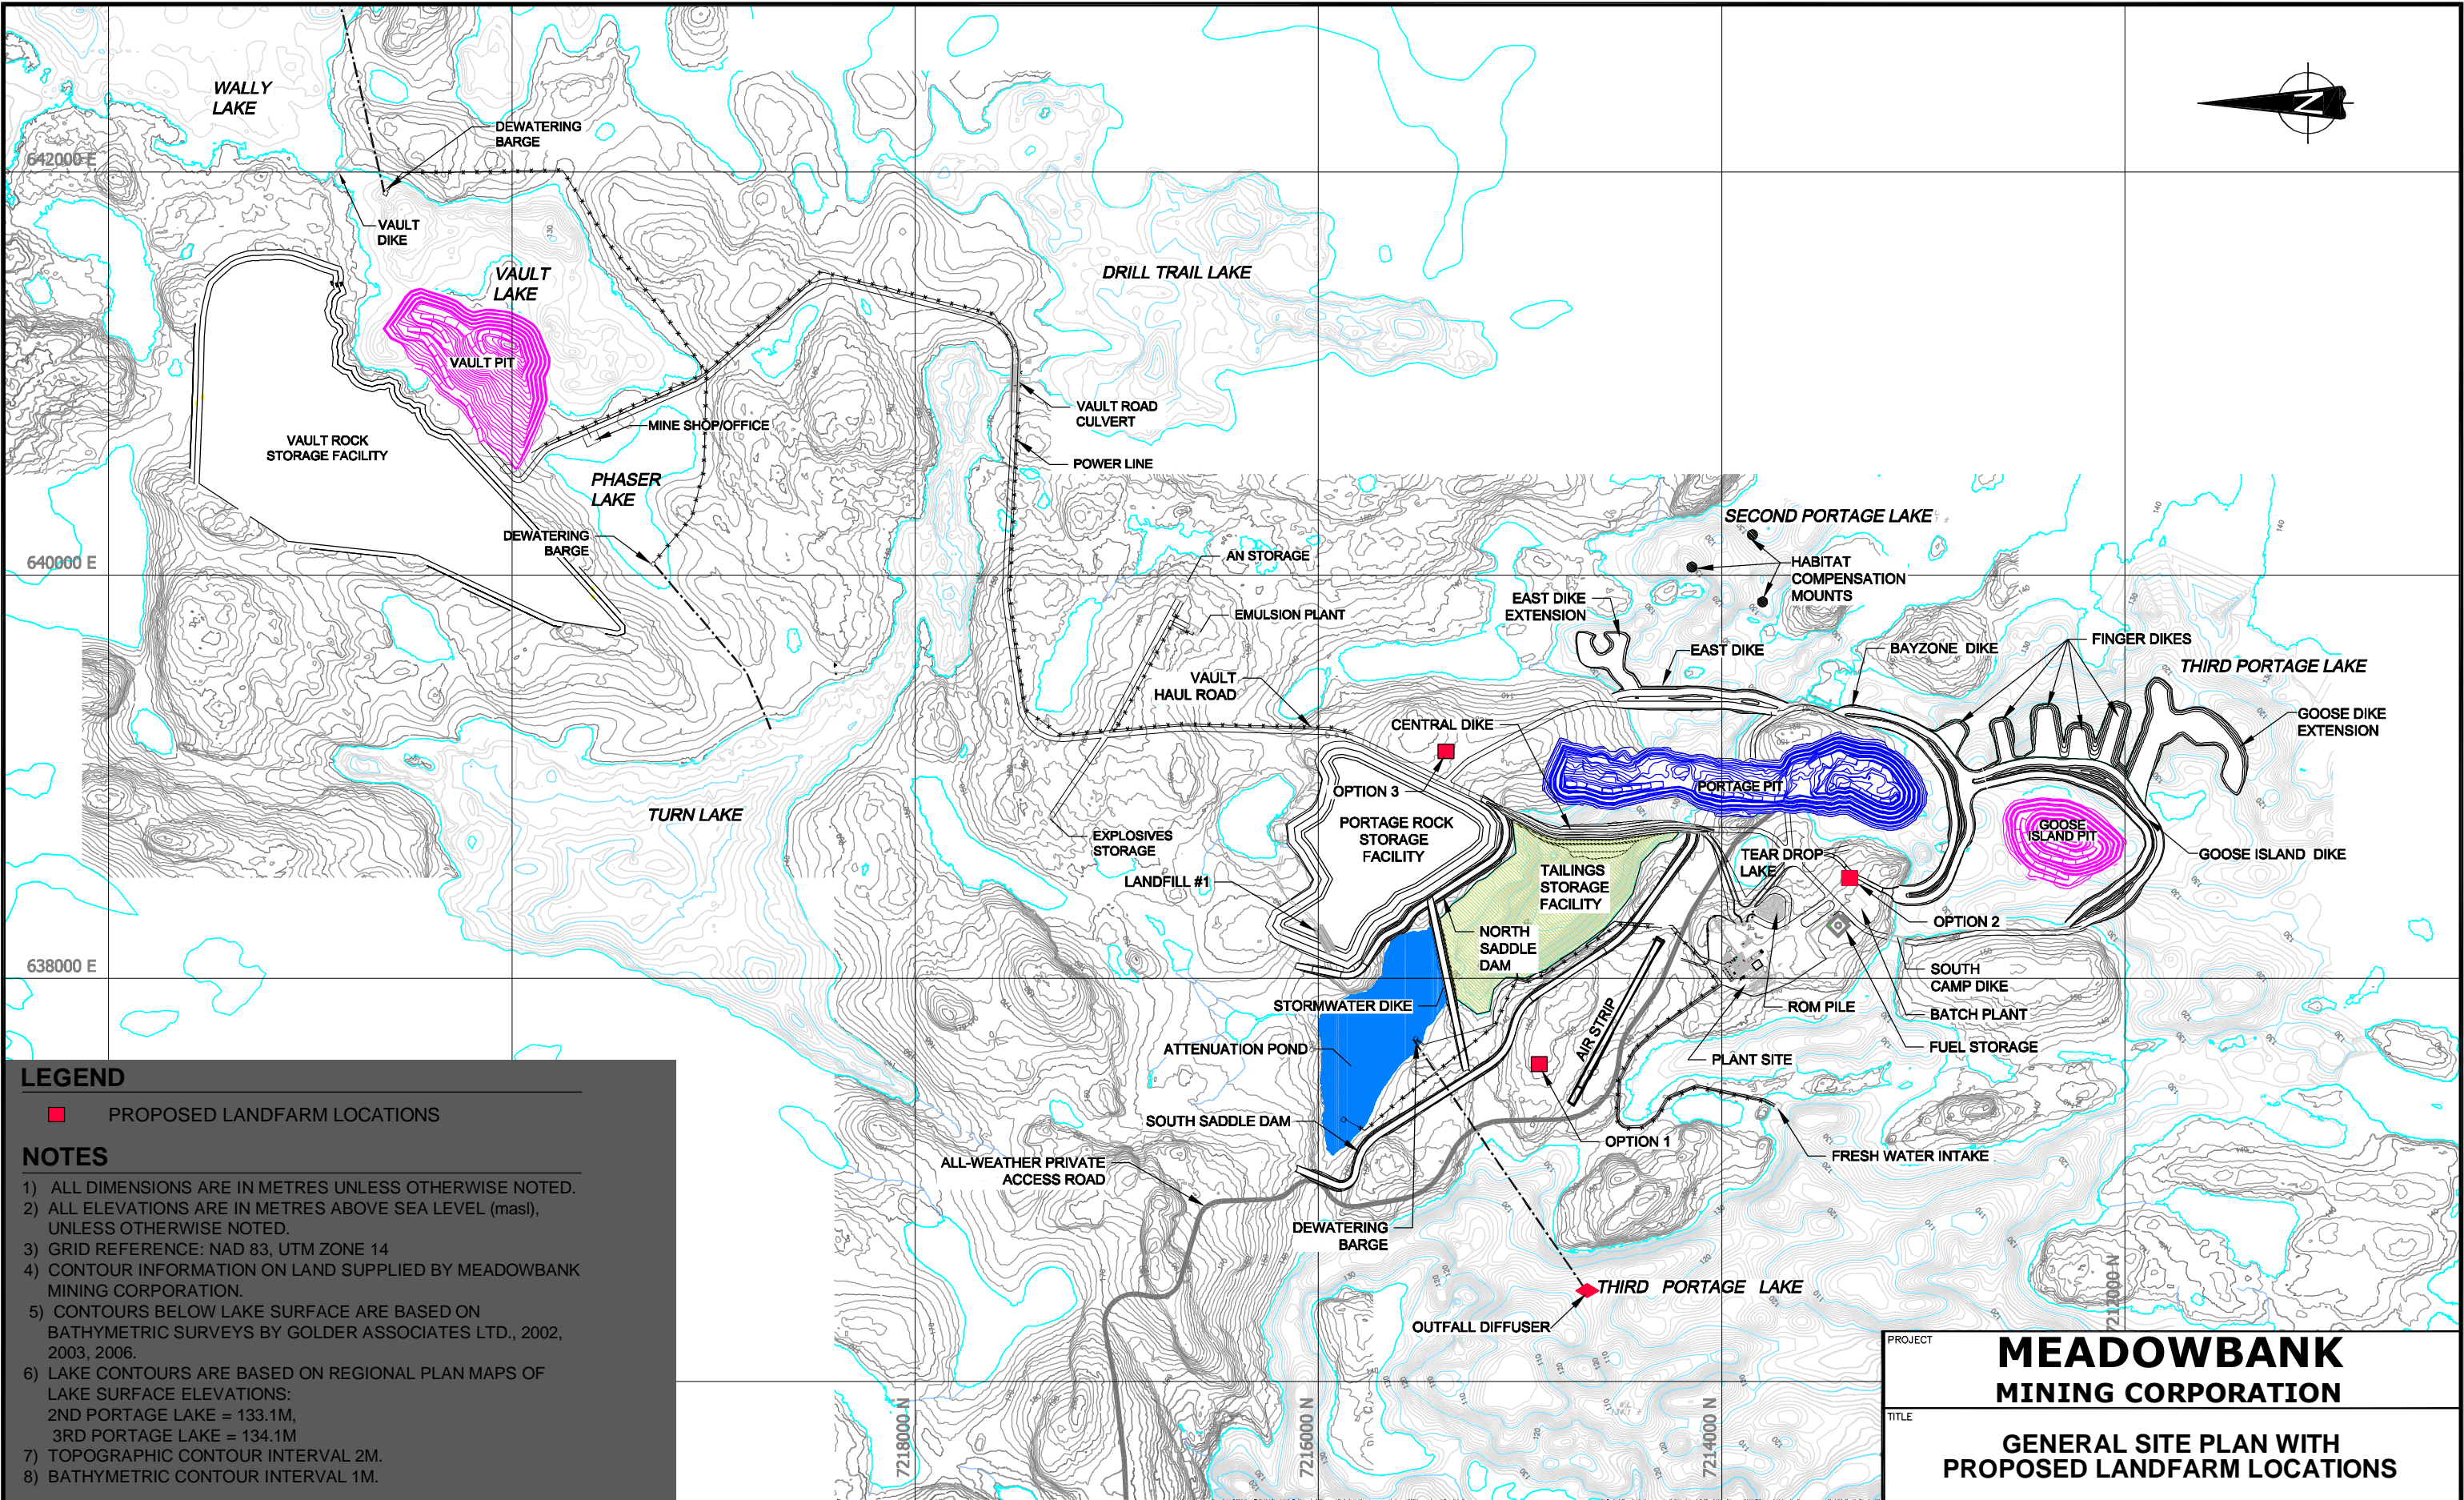 WALLY
LAKE
DEWATERING
BARGE
642000 E
VAULT
DIKE
VAULT
LAKE
DRILL TRAIL LAKE
N
VAULT PIT
VAULT ROCK
STORAGE FACILITY
MINE SHOP/OFFICE
VAULT ROAD
CULVERT
POWER LINE
PHASER
LAKE
DEWATERING
BARGE
640000 E
SECOND PORTAGE LAKE
HABITAT
COMPENSATION
MOUNTS
AN STORAGE
EMULSION PLANT
EAST DIKE
EXTENSION
EAST DIKE
BAYZONE DIKE
FINGER DIKES
THIRD PORTAGE LAKE
GOOSE DIKE
EXTENSION
VAULT
HAUL ROAD
CENTRAL DIKE
OPTION 3
PORTAGE PIT
TURN LAKE
EXPLOSIVES
STORAGE
PORTAGE ROCK
STORAGE
FACILITY
GOOSE
ISLAND PIT
GOOSE ISLAND DIKE
LANDFILL #1
TAILINGS
STORAGE
FACILITY
TEAR DROP
LAKE
OPTION 2
NORTH
SADDLE
DAM
638000 E
SOUTH
CAMP DIKE
STORMWATER DIKE
ROM PILE
BATCH PLANT
AIR STRIP
ATTENUATION POND
PLANT SITE
FUEL STORAGE
SOUTH SADDLE DAM
OPTION 1
ALL-WEATHER PRIVATE
ACCESS ROAD
FRESH WATER INTAKE
DEWATERING
BARGE
THIRD PORTAGE LAKE
OUTFALL DIFFUSER
7218000 N
7216000 N
7214000 N
7212000 N
LEGEND
PROPOSED LANDFARM LOCATIONS
NOTES
1) ALL DIMENSIONS ARE IN METRES UNLESS OTHERWISE NOTED.
2) ALL ELEVATIONS ARE IN METRES ABOVE SEA LEVEL (masl),
UNLESS OTHERWISE NOTED.
3) GRID REFERENCE: NAD 83, UTM ZONE 14
4) CONTOUR INFORMATION ON LAND SUPPLIED BY MEADOWBANK
MINING CORPORATION.
5) CONTOURS BELOW LAKE SURFACE ARE BASED ON
BATHYMETRIC SURVEYS BY GOLDER ASSOCIATES LTD., 2002,
2003, 2006.
6) LAKE CONTOURS ARE BASED ON REGIONAL PLAN MAPS OF
LAKE SURFACE ELEVATIONS:
2ND PORTAGE LAKE = 133.1M,
3RD PORTAGE LAKE = 134.1M
7) TOPOGRAPHIC CONTOUR INTERVAL 2M.
8) BATHYMETRIC CONTOUR INTERVAL 1M.
PROJECT
MEADOWBANK
MINING CORPORATION
TITLE
GENERAL SITE PLAN WITH
PROPOSED LANDFARM LOCATIONS